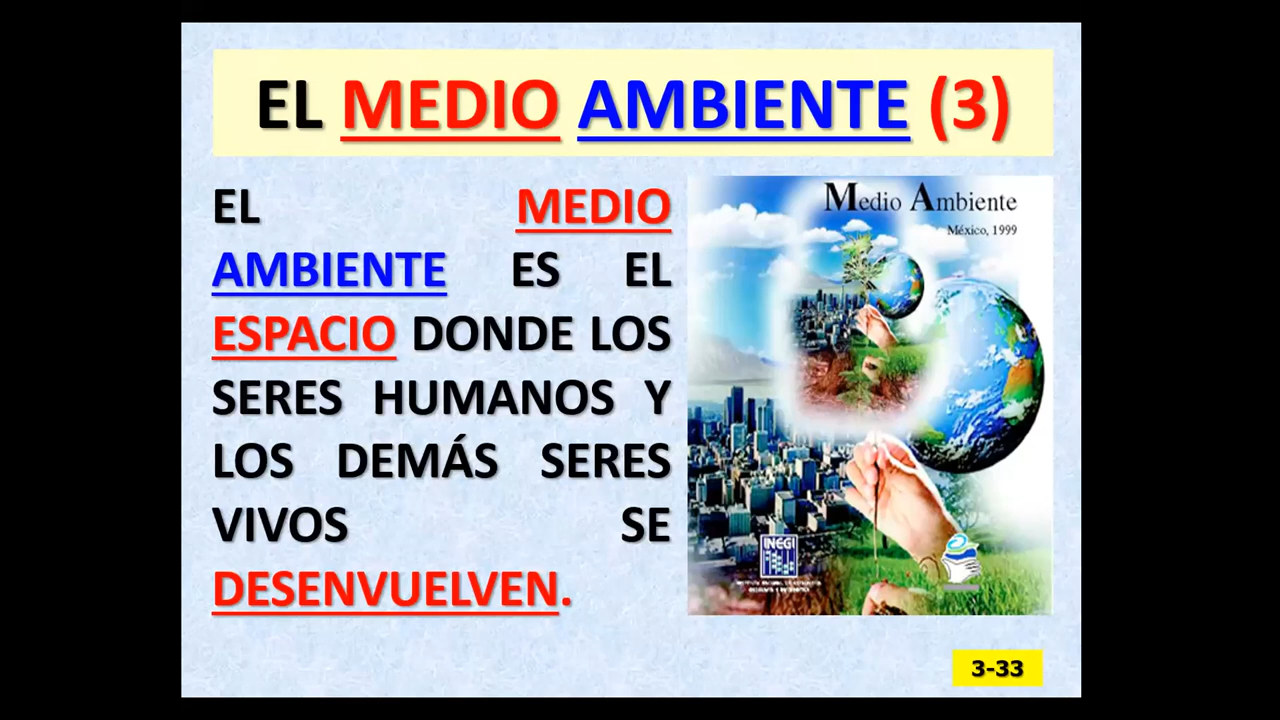 EL MEDIO AMBIENTE (3)
EL MEDIO
AMBIENTE ES EL
ESPACIO DONDE LOS
SERES HUMANOS Y
LOS DEMÁS SERES
VIVOS SE
DESENVUELVEN.
Medio Ambiente
México, 1999
INEGI
3-33